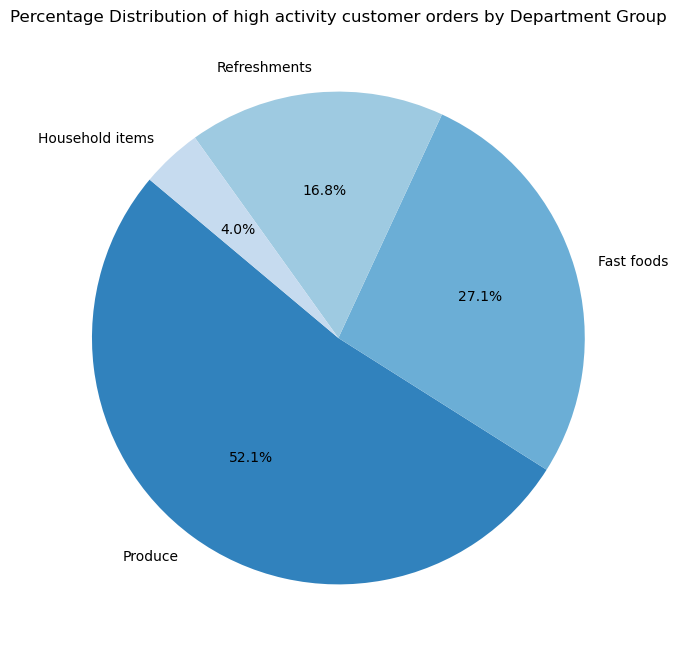 Percentage Distribution of high activity customer orders by Department Group
Refreshments
Household items
16.8%
4.0%
Fast foods
27.1%
52.1%
Produce